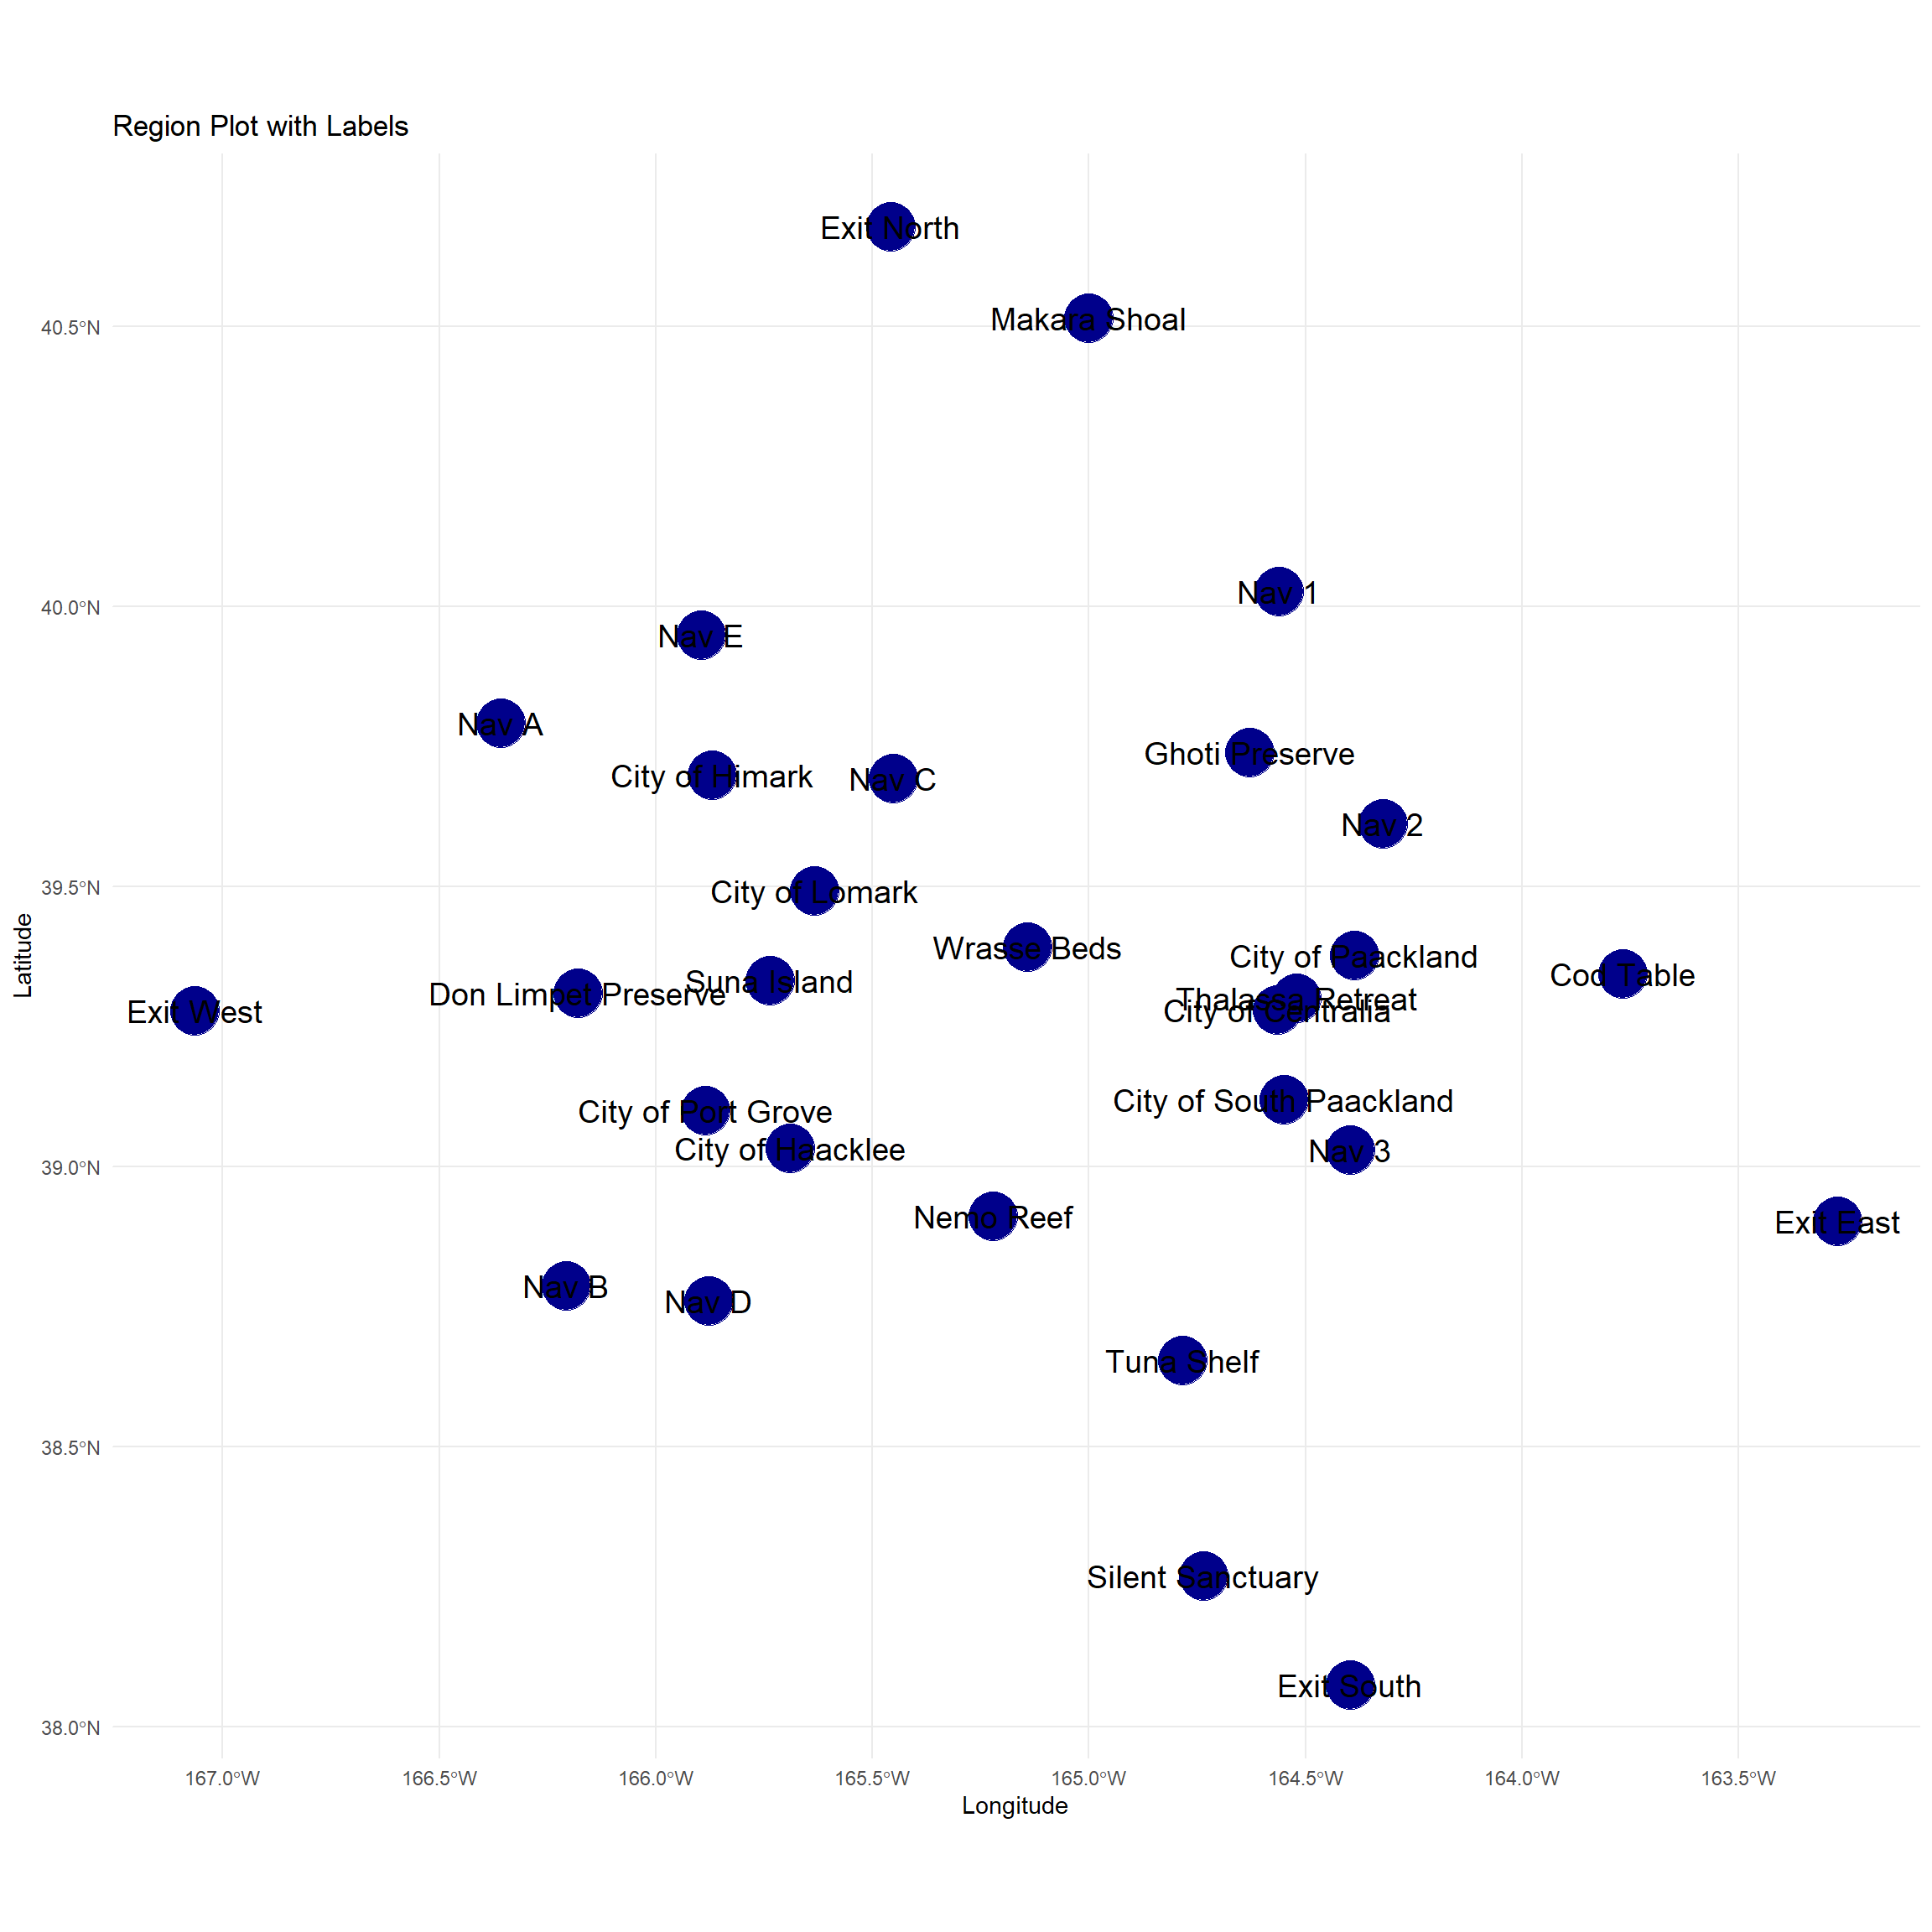 Region Plot with Labels
Exit North
Makara Shoal
40.5°N
Nav 1
40.0°N
Nav E
Nav A
Ghoti Preserve
City of Himark
Nav C
Nav 2
39.5°N
City of Lomark
Wrasse Beds
City of Paackland
Latitude
Cod Table
Suna Island
Don Limpet Preserve
Thalassa Retreat
Exit West
City of Centralia
City of South Paackland
City of Port Grove
City of Haacklee
Nav 3
39.0°N
Nemo Reef
Exit East
Nav B
Nav D
Tuna Shelf
38.5°N
Silent Sanctuary
Exit South
38.0°N
167.0°W 166.5°W 166.0°W 165.5°W 165.0°W 164.5°W 164.0°W 163.5°W
Longitude